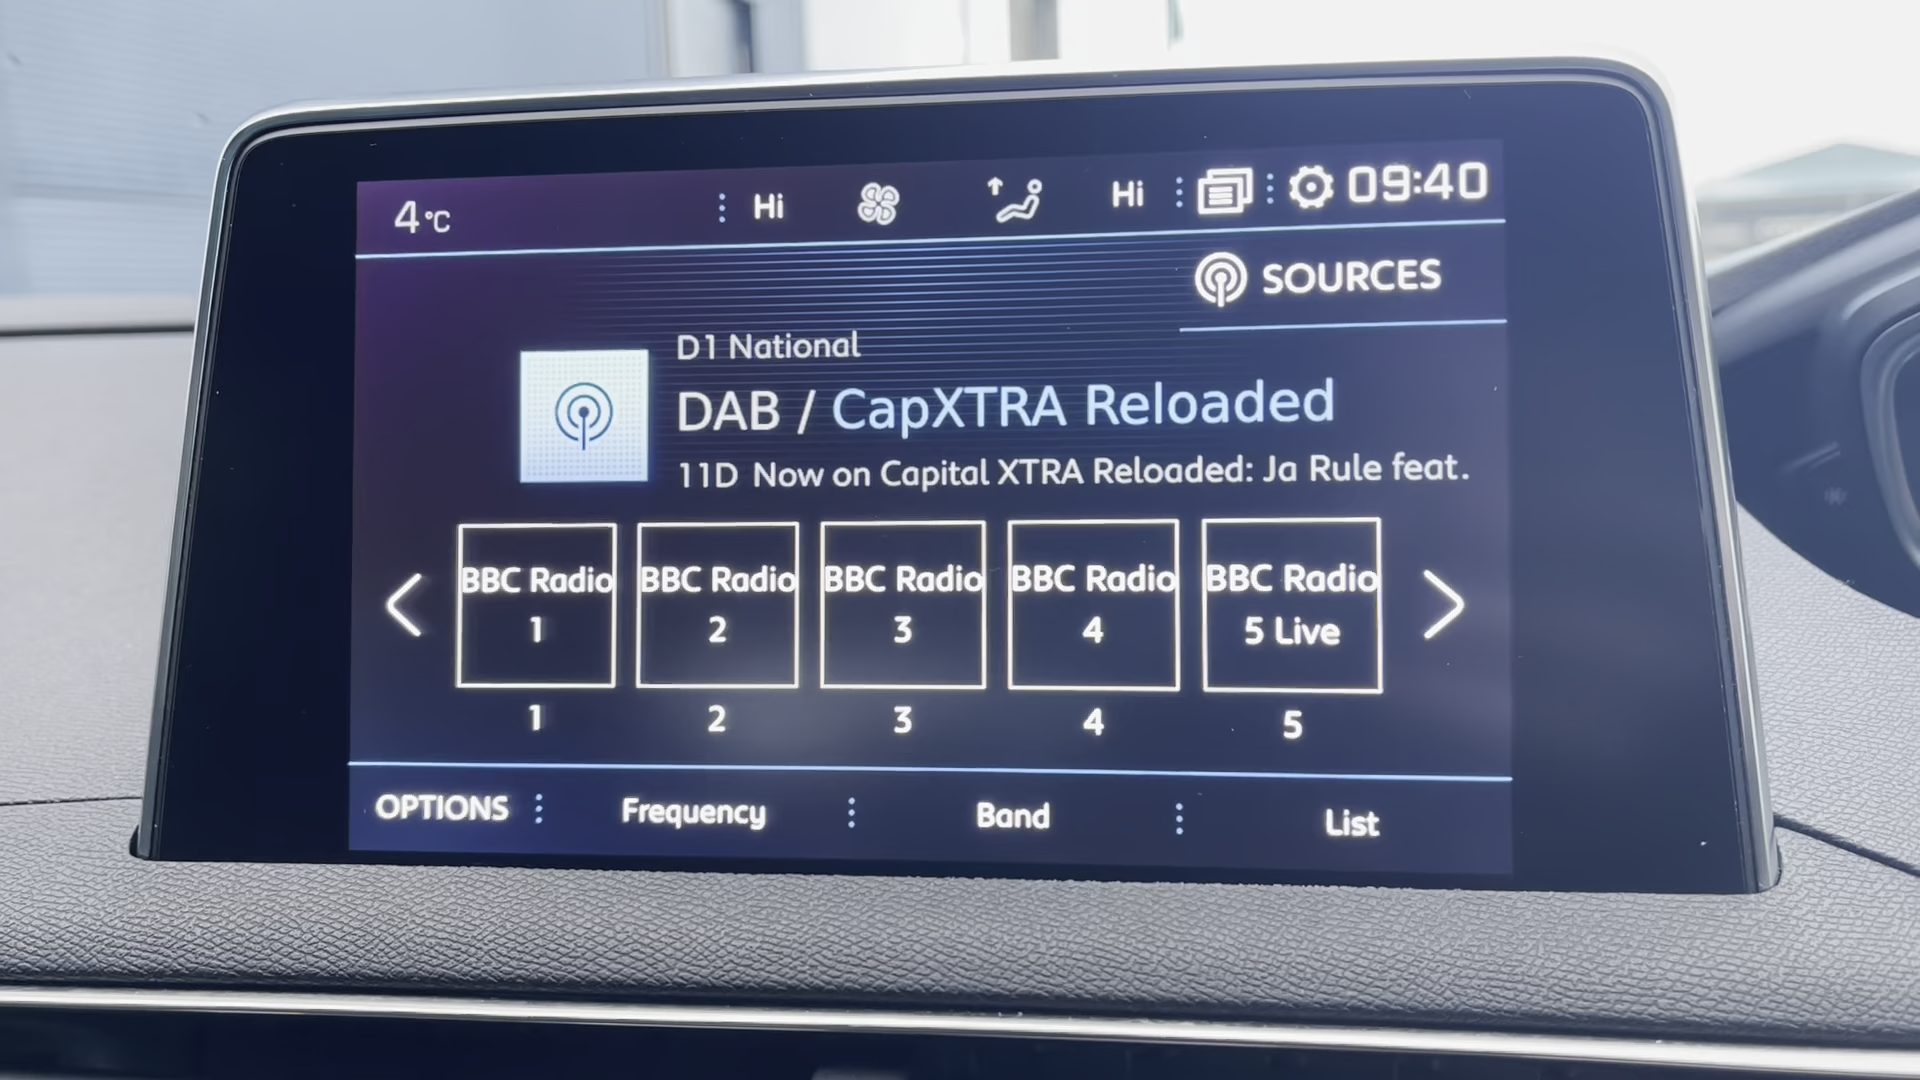 4°C Hi Hi 09:40
SOURCES
D1 National
DAB / CapXTRA Reloaded
11D Now on Capital XTRA Reloaded: Ja Rule feat.
BBC Radio 1
BBC Radio 2
BBC Radio 3
BBC Radio 4
BBC Radio 5 Live
1 2 3 4 5
OPTIONS Frequency Band List